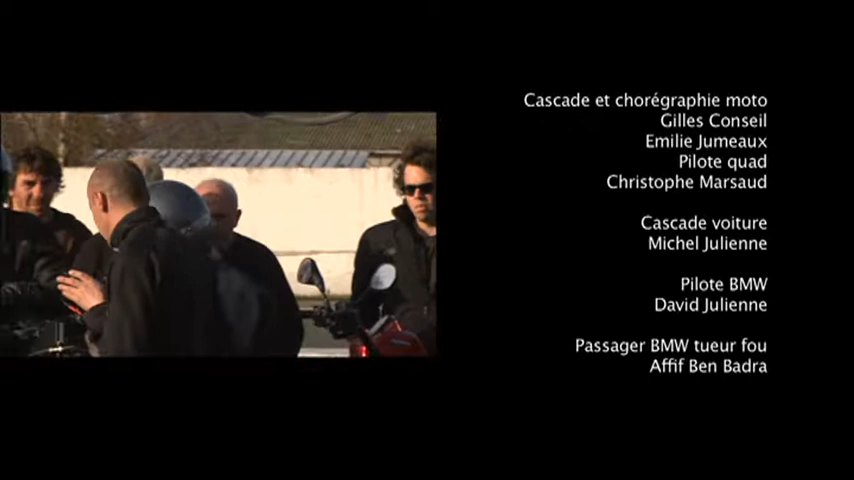 Cascade et chorégraphie moto
Gilles Conseil
Emilie Jumeaux
Pilote quad
Christophe Marsaud
Cascade voiture
Michel Julienne
Pilote BMW
David Julienne
Passager BMW tueur fou
Affif Ben Badra